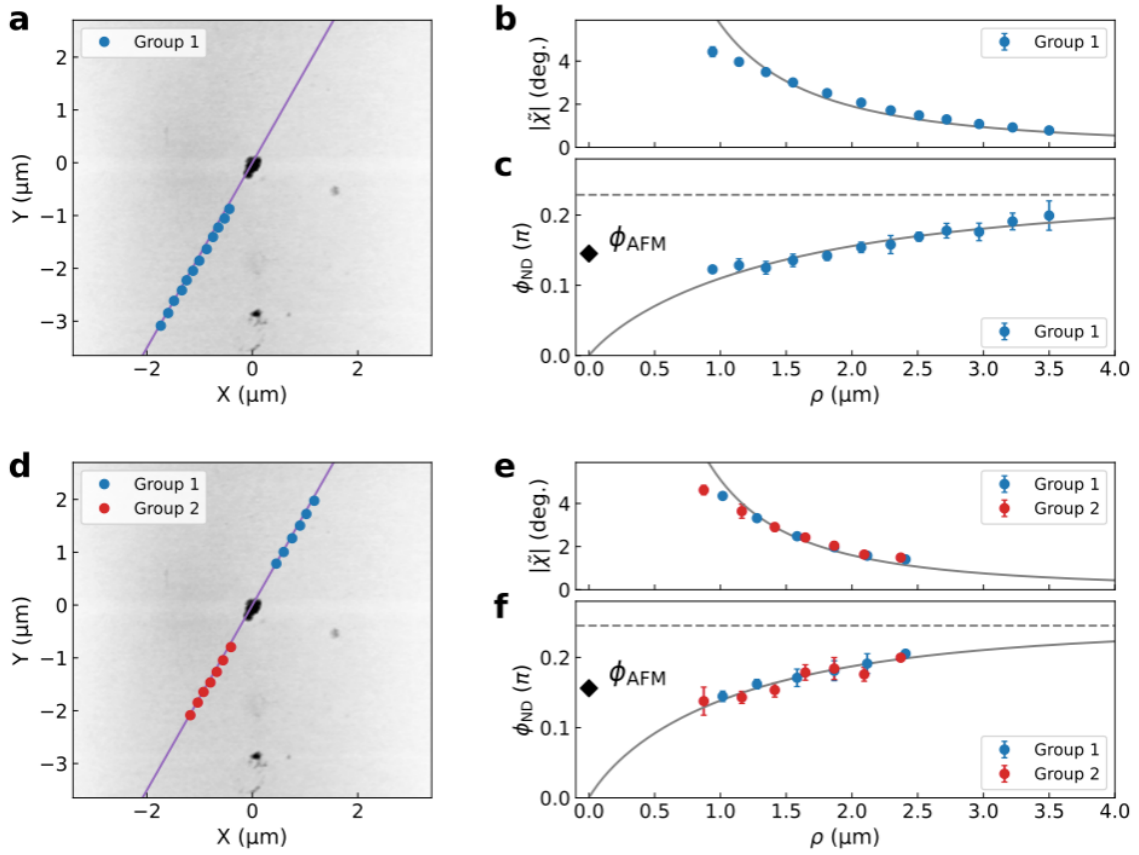 a
Group 1
2
1
0
−1
−2
−3
Y (μm)
−2
0
2
X (μm)
b
Group 1
4
2
0
|χ̃| (deg.)
c
ϕAFM
Group 1
0.2
0.1
0.0
ϕND (π)
0.0 0.5 1.0 1.5 2.0 2.5 3.0 3.5 4.0
ρ (μm)
d
Group 1
Group 2
2
1
0
−1
−2
−3
Y (μm)
−2
0
2
X (μm)
e
Group 1
Group 2
4
2
0
|χ̃| (deg.)
f
ϕAFM
Group 1
Group 2
0.2
0.1
0.0
ϕND (π)
0.0 0.5 1.0 1.5 2.0 2.5 3.0 3.5 4.0
ρ (μm)